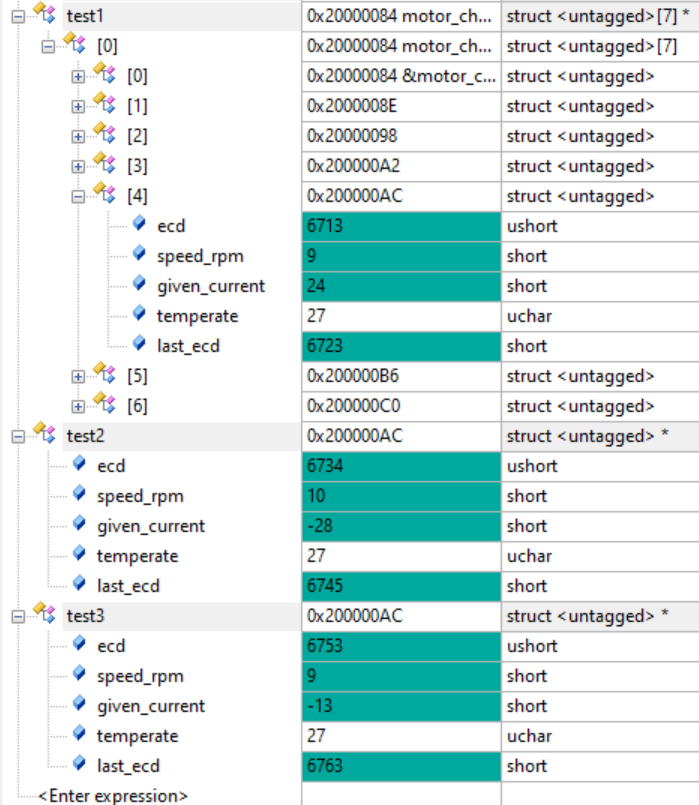 test1 0x20000084 motor_ch... struct <untagged>[7] *
[0] 0x20000084 motor_ch... struct <untagged>[7]
[0] 0x20000084 &motor_c... struct <untagged>
[1] 0x2000008E struct <untagged>
[2] 0x20000098 struct <untagged>
[3] 0x200000A2 struct <untagged>
[4] 0x200000AC struct <untagged>
ecd 6713 ushort
speed_rpm 9 short
given_current 24 short
temperate 27 uchar
last_ecd 6723 short
[5] 0x200000B6 struct <untagged>
[6] 0x200000C0 struct <untagged>
test2 0x200000AC struct <untagged> *
ecd 6734 ushort
speed_rpm 10 short
given_current -28 short
temperate 27 uchar
last_ecd 6745 short
test3 0x200000AC struct <untagged> *
ecd 6753 ushort
speed_rpm 9 short
given_current -13 short
temperate 27 uchar
last_ecd 6763 short
<Enter expression>